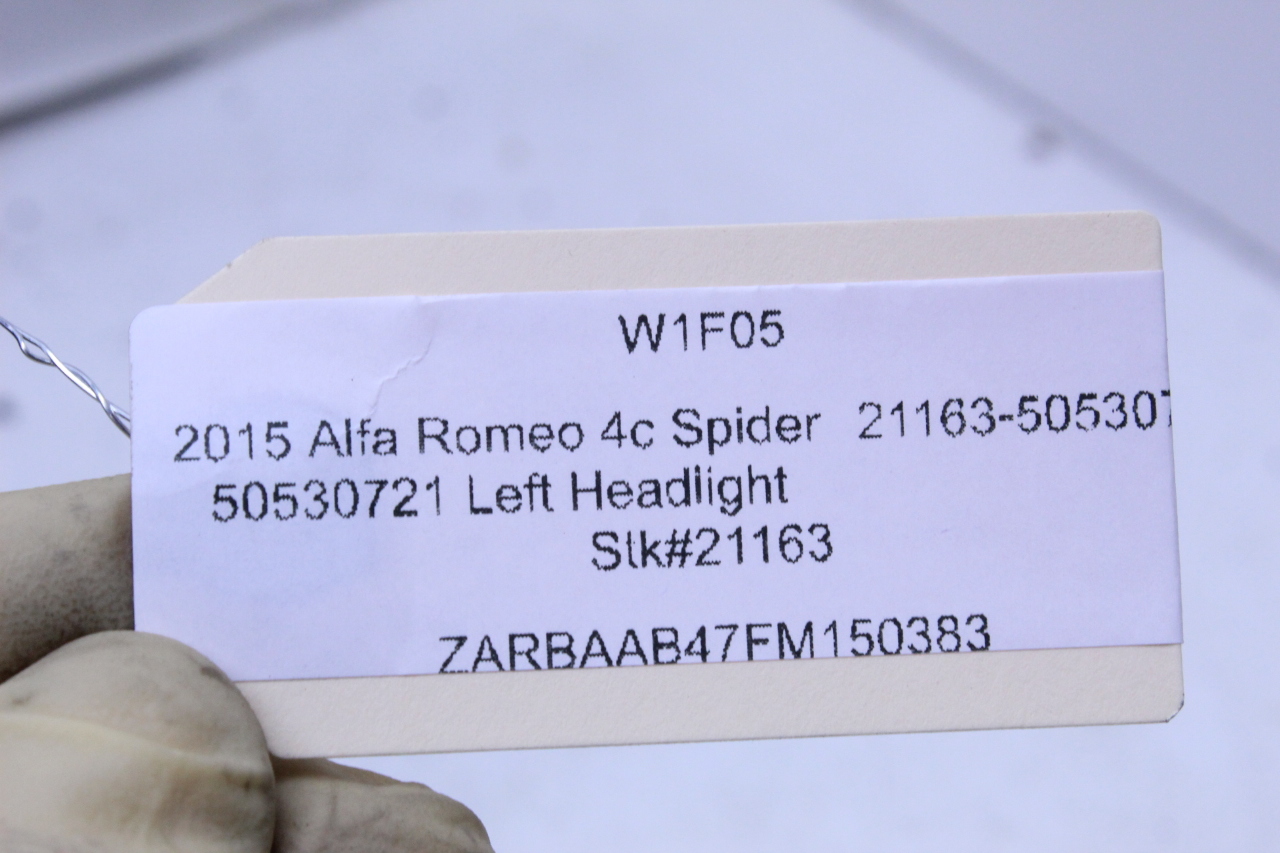 W1F05
2015 Alfa Romeo 4c Spider 21163-505307
50530721 Left Headlight
Stk#21163
ZARBAAB47FM150383